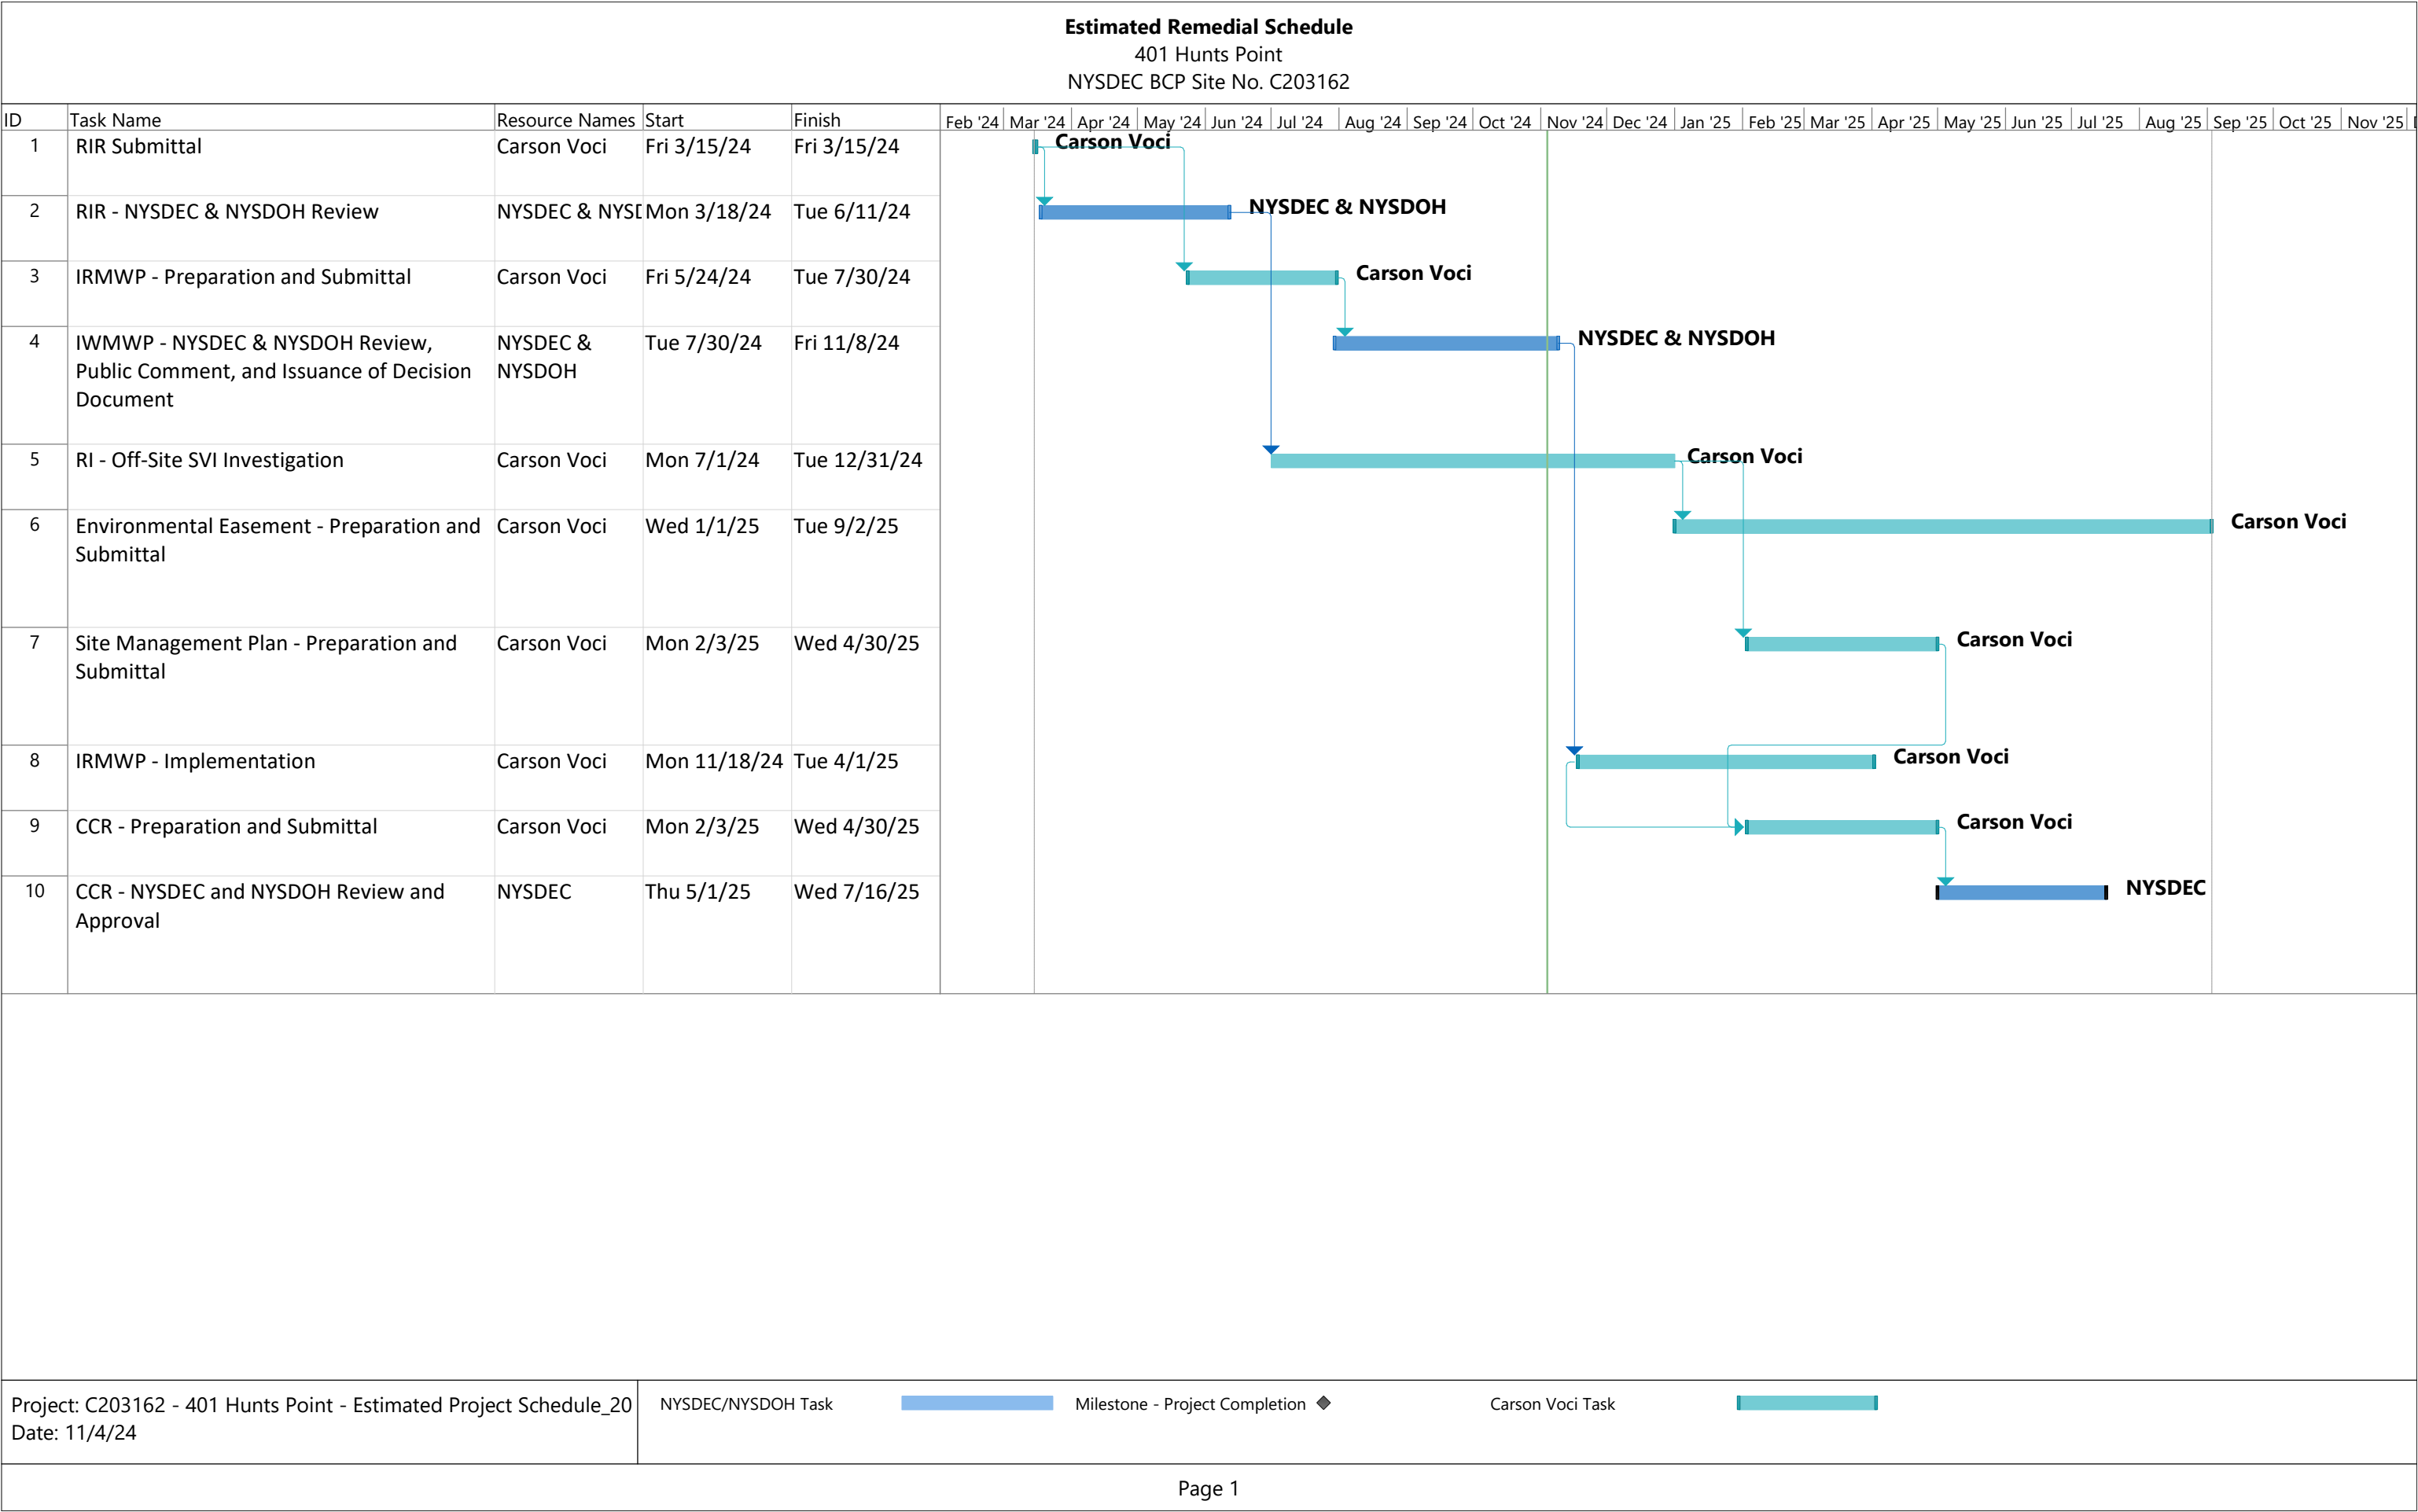 Estimated Remedial Schedule
401 Hunts Point
NYSDEC BCP Site No. C203162
ID Task Name Resource Names Start Finish Feb '24 Mar '24 Apr '24 May '24 Jun '24 Jul '24 Aug '24 Sep '24 Oct '24 Nov '24 Dec '24 Jan '25 Feb '25 Mar '25 Apr '25 May '25 Jun '25 Jul '25 Aug '25 Sep '25 Oct '25 Nov '25
1 RIR Submittal Carson Voci Fri 3/15/24 Fri 3/15/24 Carson Voci
2 RIR - NYSDEC & NYSDOH Review NYSDEC & NYSD Mon 3/18/24 Tue 6/11/24 NYSDEC & NYSDOH
3 IRMWP - Preparation and Submittal Carson Voci Fri 5/24/24 Tue 7/30/24 Carson Voci
4 IWMWP - NYSDEC & NYSDOH Review, NYSDEC & Tue 7/30/24 Fri 11/8/24 NYSDEC & NYSDOH
Public Comment, and Issuance of Decision NYSDOH
Document
5 RI - Off-Site SVI Investigation Carson Voci Mon 7/1/24 Tue 12/31/24 Carson Voci
6 Environmental Easement - Preparation and Carson Voci Wed 1/1/25 Tue 9/2/25 Carson Voci
Submittal
7 Site Management Plan - Preparation and Carson Voci Mon 2/3/25 Wed 4/30/25 Carson Voci
Submittal
8 IRMWP - Implementation Carson Voci Mon 11/18/24 Tue 4/1/25 Carson Voci
9 CCR - Preparation and Submittal Carson Voci Mon 2/3/25 Wed 4/30/25 Carson Voci
10 CCR - NYSDEC and NYSDOH Review and NYSDEC Thu 5/1/25 Wed 7/16/25 NYSDEC
Approval
Project: C203162 - 401 Hunts Point - Estimated Project Schedule_20 NYSDEC/NYSDOH Task Milestone - Project Completion Carson Voci Task
Date: 11/4/24
Page 1